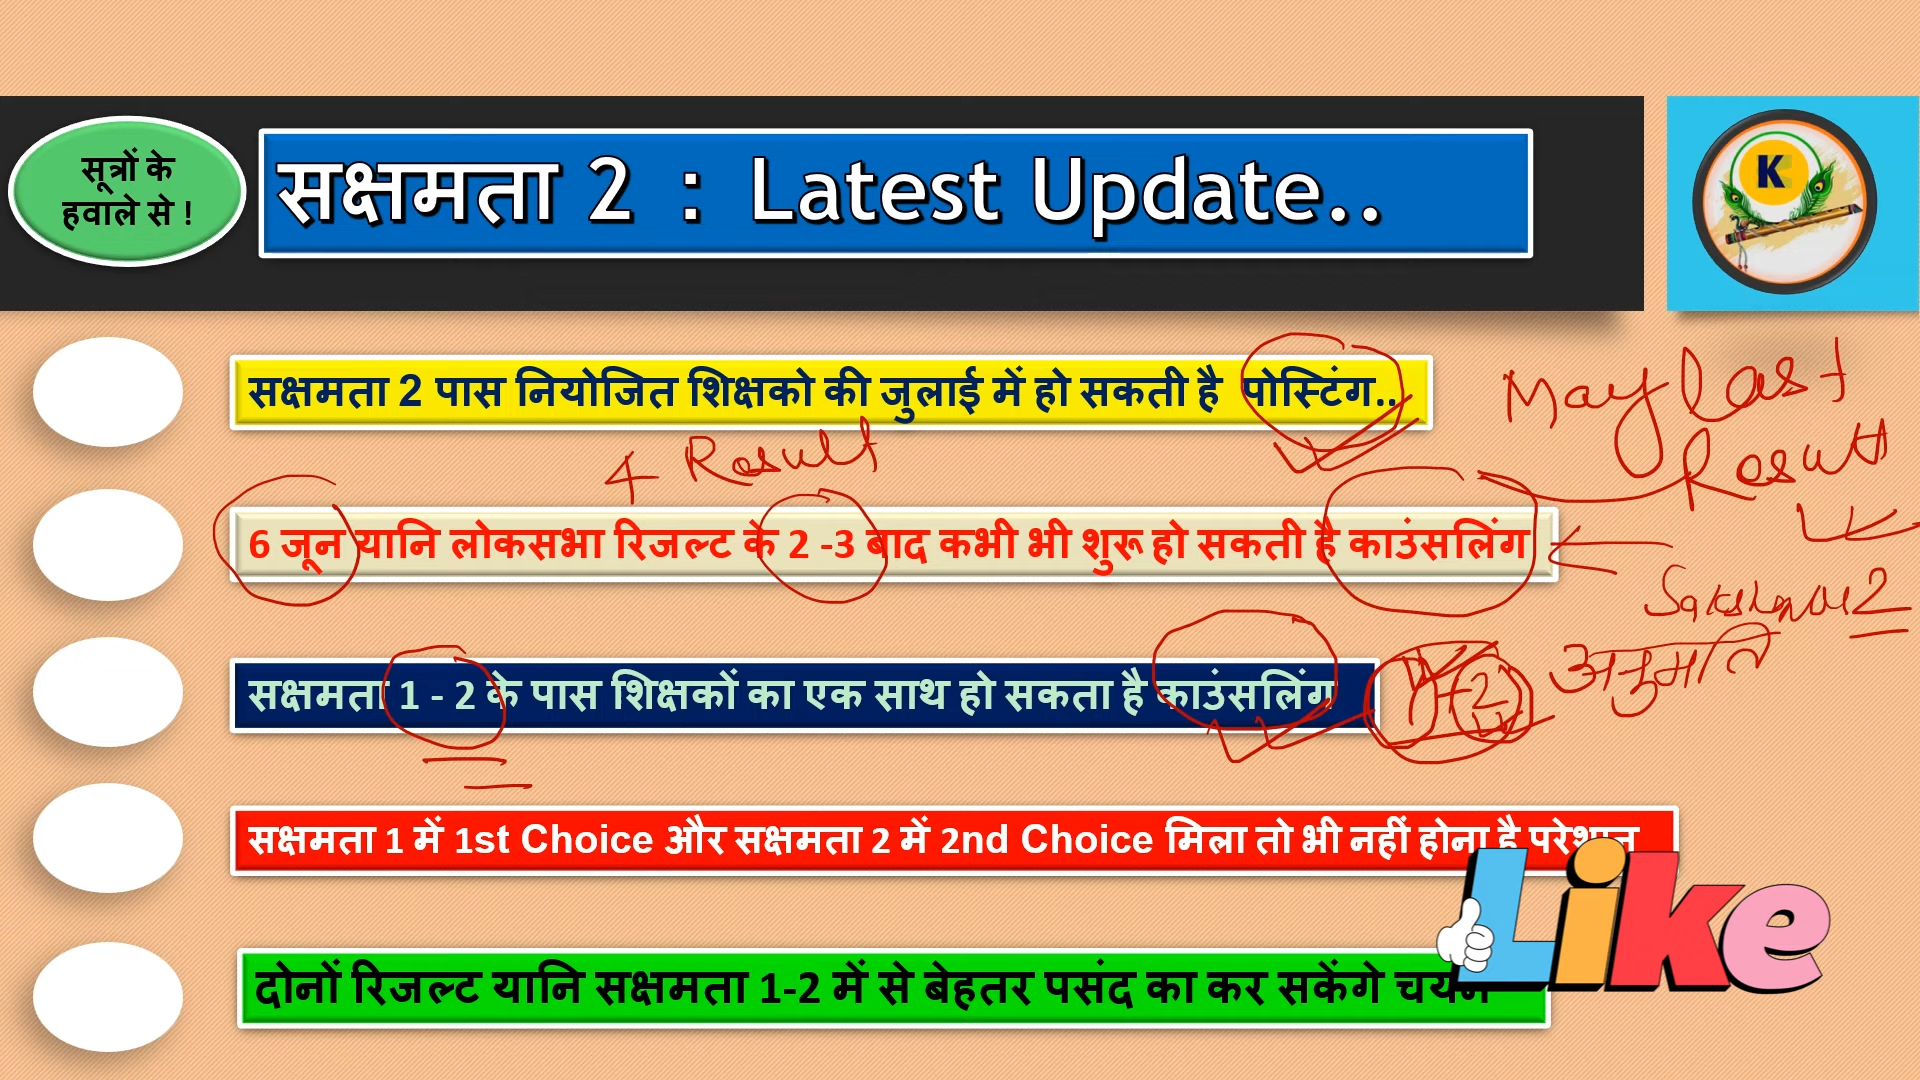 सूत्रों के
हवाले से !
सक्षमता 2 : Latest Update..
K
सक्षमता 2 पास नियोजित शिक्षको की जुलाई में हो सकती है पोस्टिंग..
May last
Result
4 Result
6 जून यानि लोकसभा रिजल्ट के 2 -3 बाद कभी भी शुरू हो सकती है काउंसलिंग
2
सक्षमता 1 - 2 के पास शिक्षकों का एक साथ हो सकता है काउंसलिंग
1+2 अनुमति
सक्षमता 1 में 1st Choice और सक्षमता 2 में 2nd Choice मिला तो भी नहीं होना है परेशान
Like
दोनों रिजल्ट यानि सक्षमता 1-2 में से बेहतर पसंद का कर सकेंगे चयन